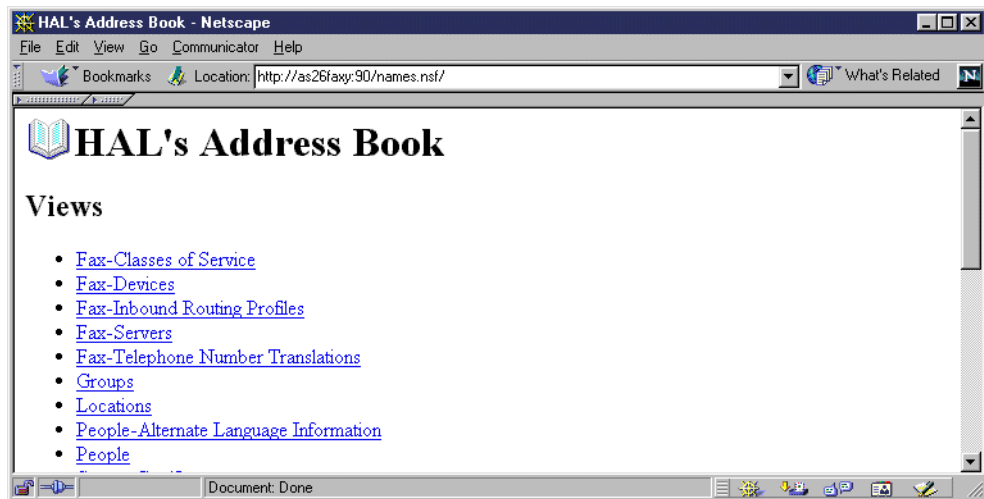 HAL's Address Book - Netscape
File Edit View Go Communicator Help
Bookmarks Location: http://as26faxy:90/names.nsf/ What's Related N
HAL's Address Book
Views
Fax-Classes of Service
Fax-Devices
Fax-Inbound Routing Profiles
Fax-Servers
Fax-Telephone Number Translations
Groups
Locations
People-Alternate Language Information
People
Document: Done